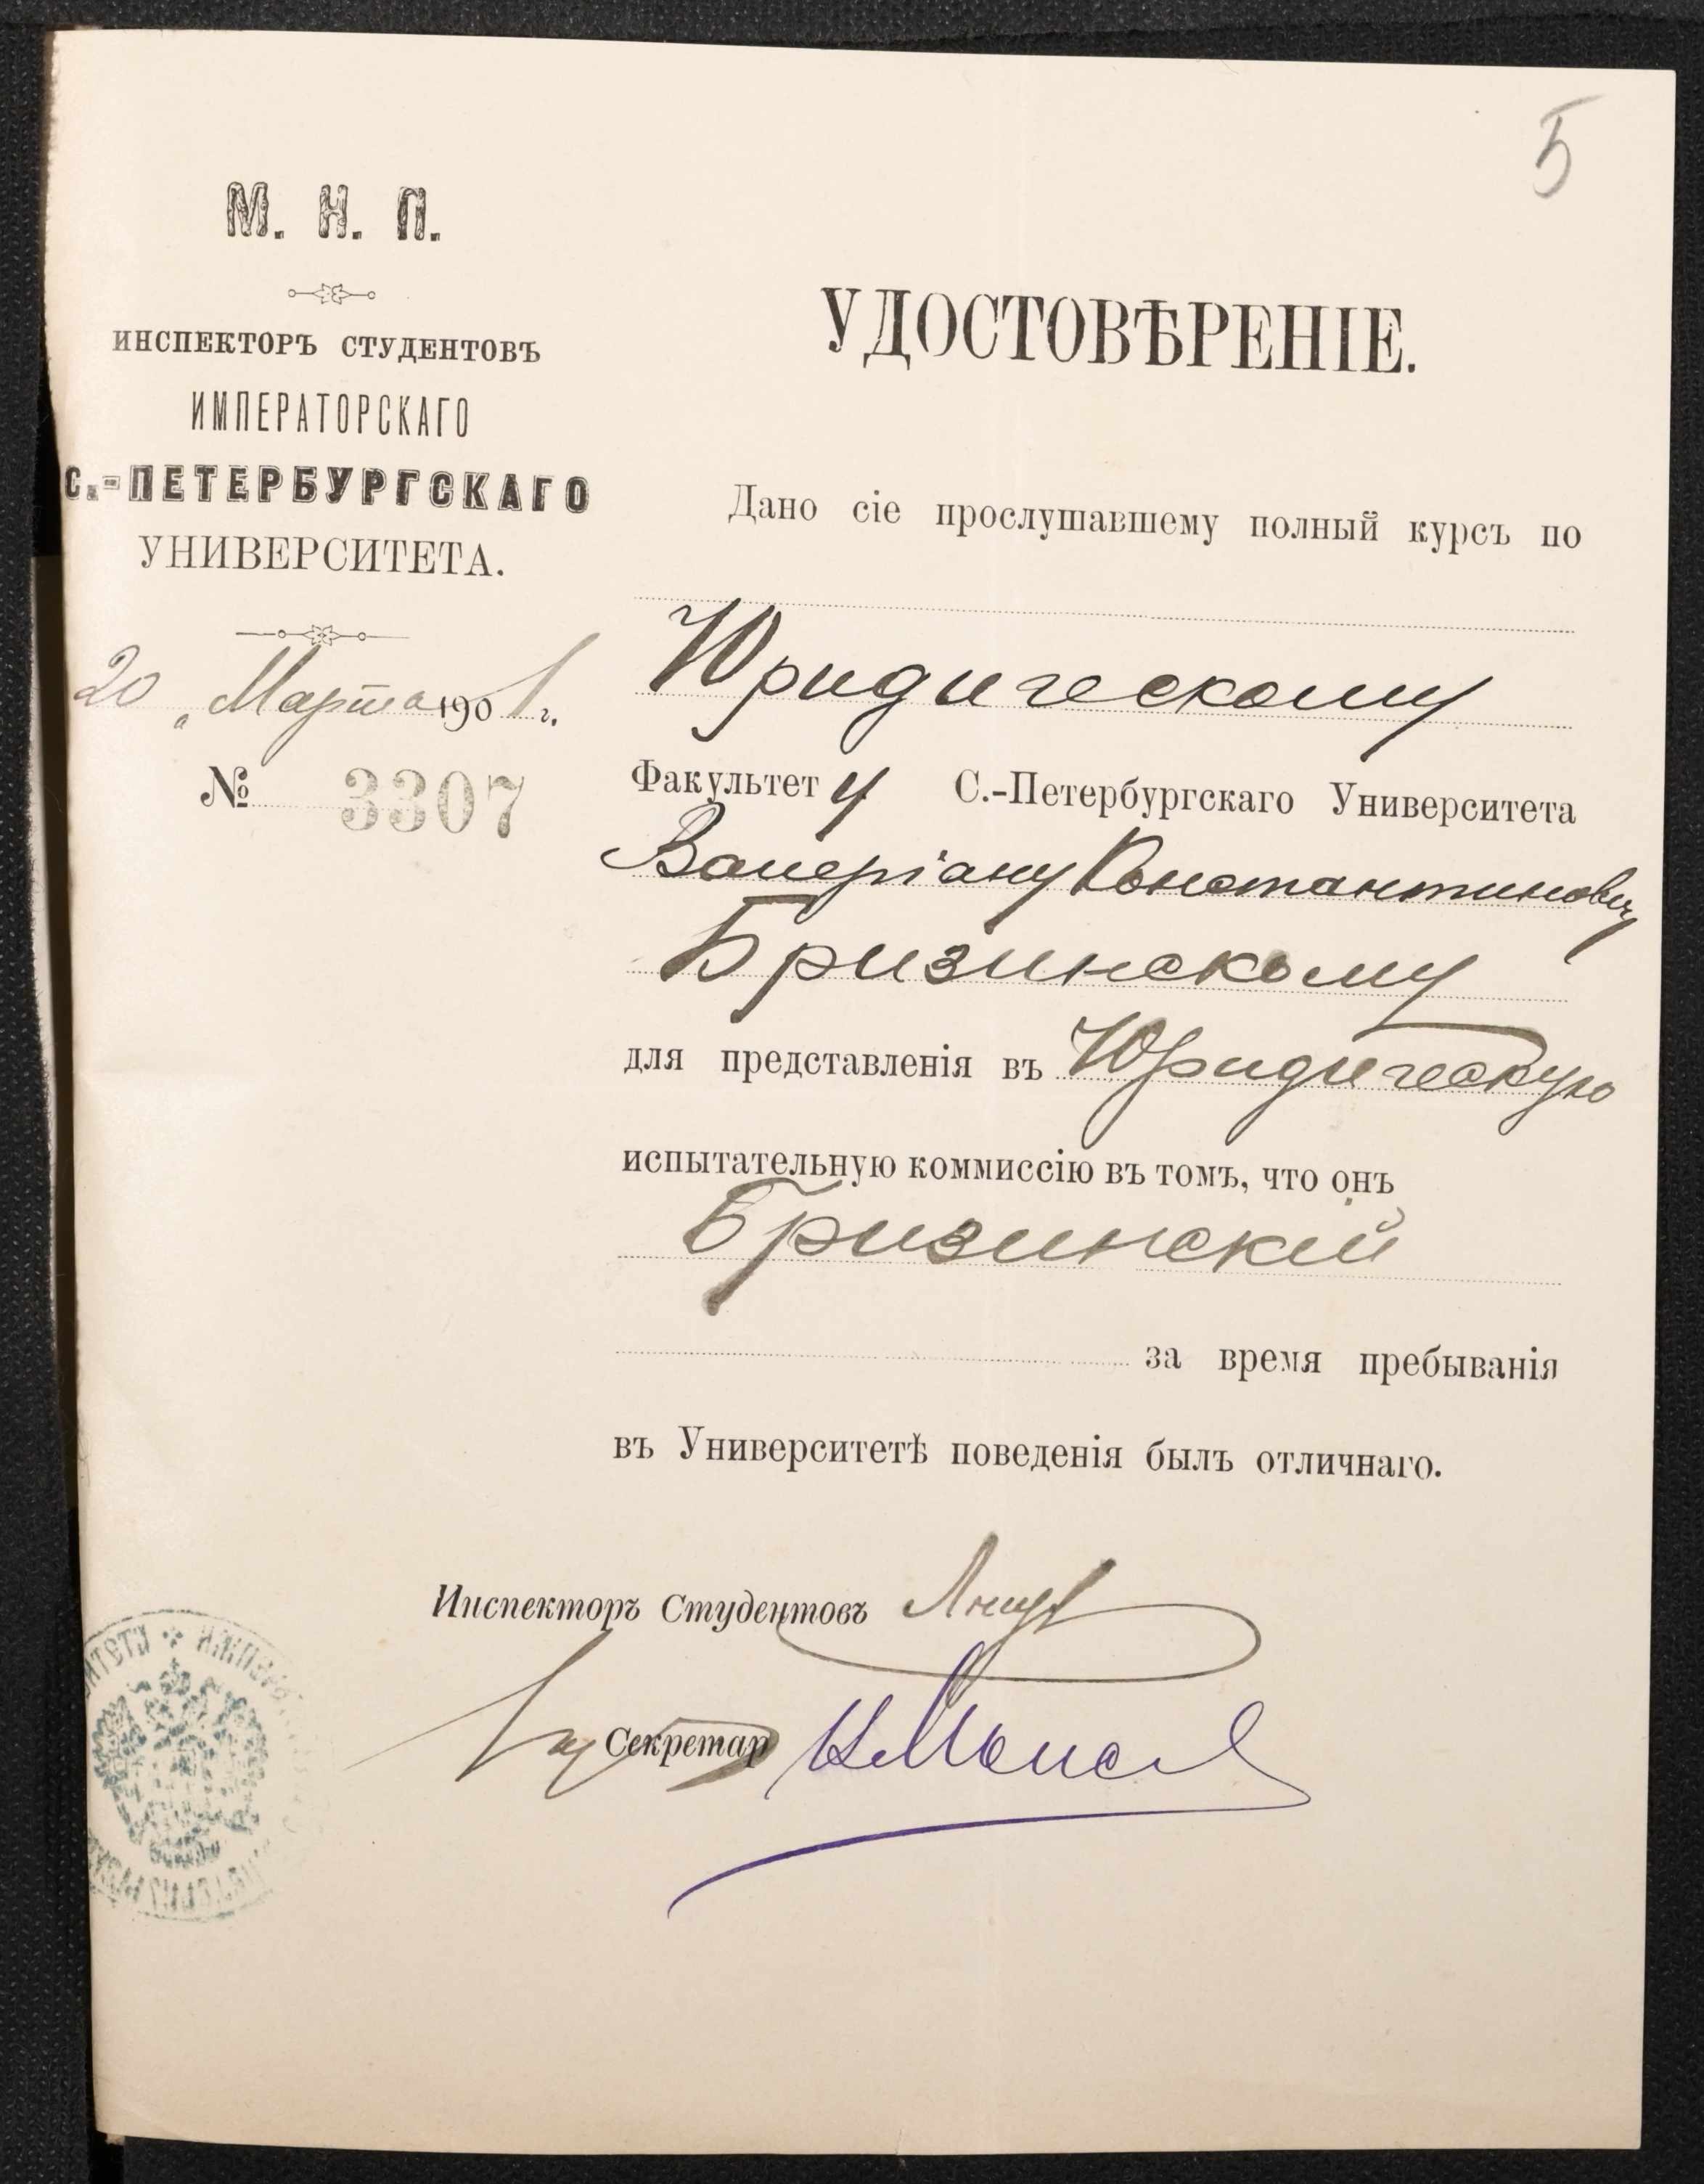 5
М. Н. П.
ИНСПЕКТОРЪ СТУДЕНТОВЪ
ИМПЕРАТОРСКАГО
С.-ПЕТЕРБУРГСКАГО
УНИВЕРСИТЕТА.
20 „ Марта 1901 г.
№ 3307
УДОСТОВѢРЕНІЕ.
Дано сіе прослушавшему полный курсъ по
Юридическому
Факультету С.-Петербургскаго Университета
Валеріану Константинович
Бризинскому
для представленія въ Юридическую
испытательную коммиссію въ томъ, что онъ
Бризинскій
за время пребыванія
въ Университетѣ поведенія былъ отличнаго.
Инспекторъ Студентовъ
Секретар